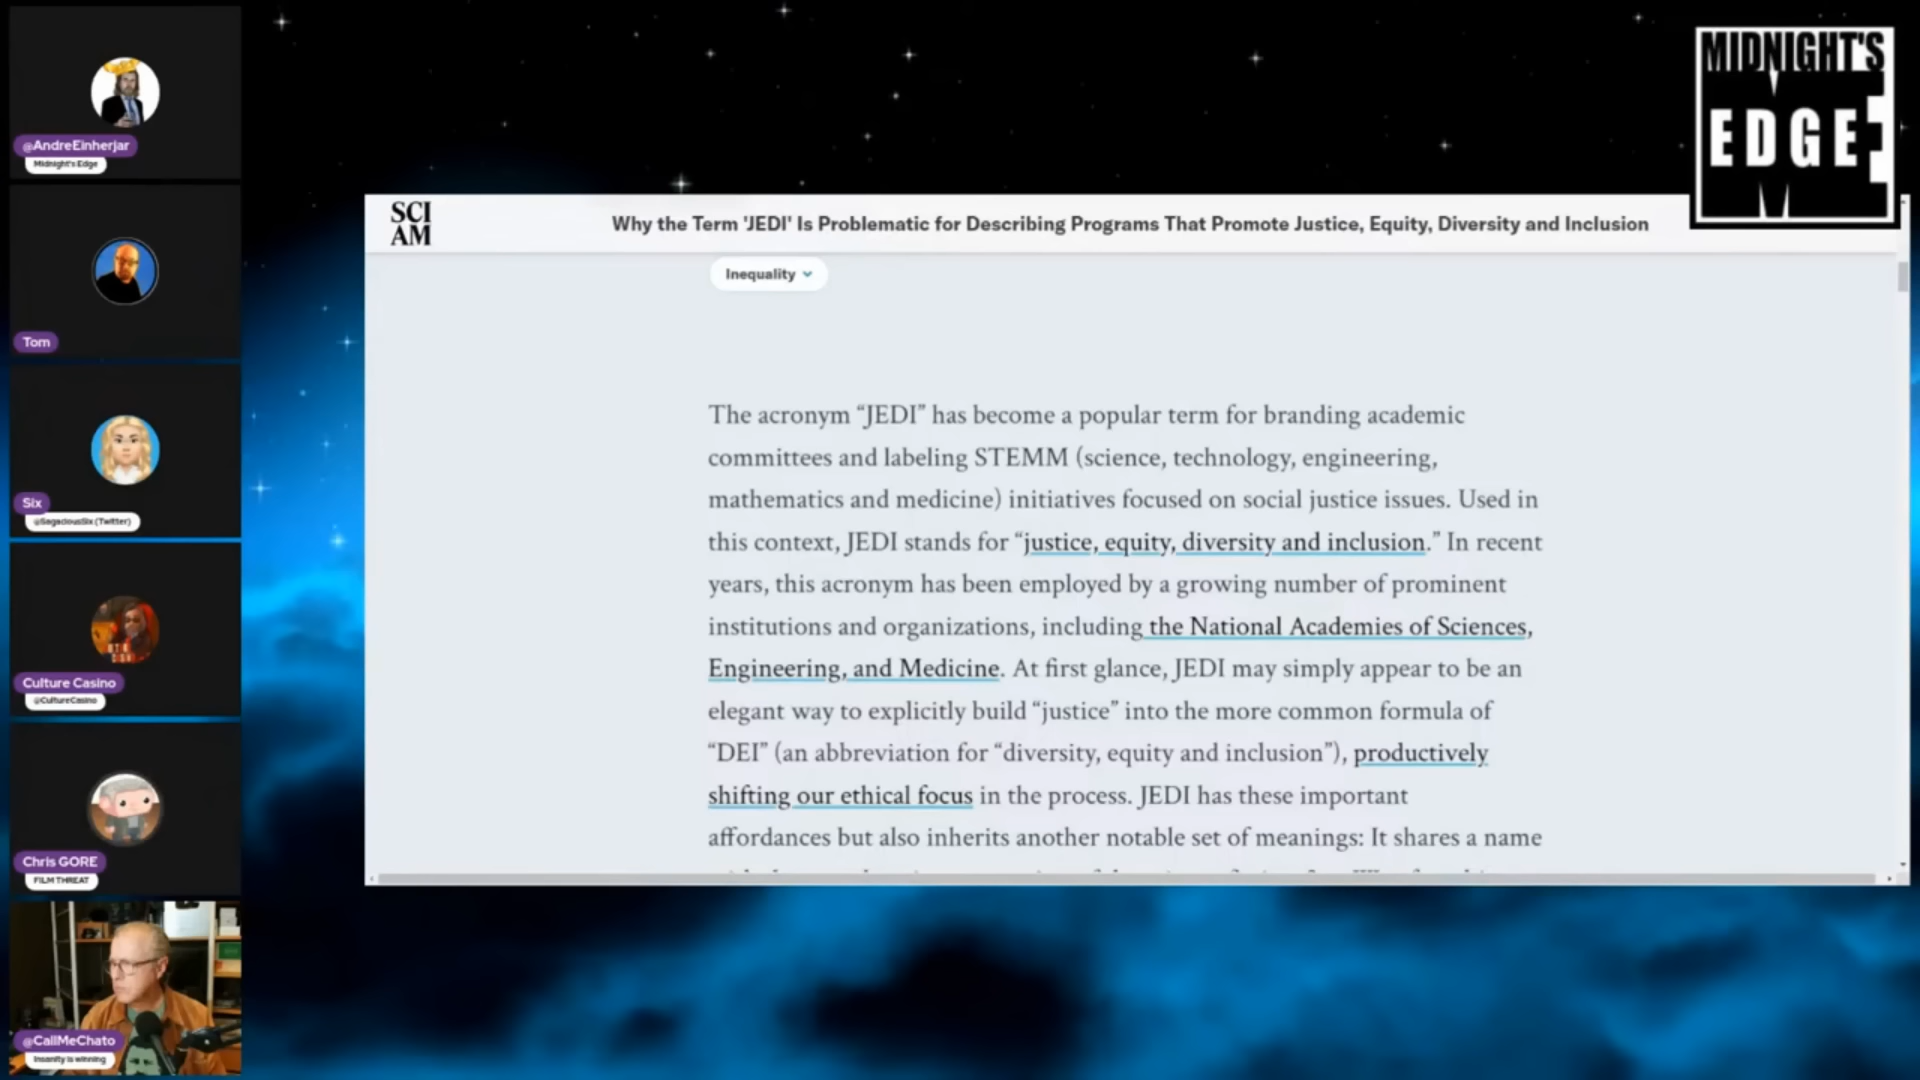 @AndreEinherjar
Midnight's Edge
Tom
Six
@SagaciousSix (Twitter)
Culture Casino
@CultureCasino
Chris GORE
FILM THREAT
@CallMeChato
Insanity is winning
MIDNIGHT'S
EDGE
SCI
AM
Why the Term 'JEDI' Is Problematic for Describing Programs That Promote Justice, Equity, Diversity and Inclusion
Inequality
The acronym “JEDI” has become a popular term for branding academic
committees and labeling STEMM (science, technology, engineering,
mathematics and medicine) initiatives focused on social justice issues. Used in
this context, JEDI stands for “justice, equity, diversity and inclusion.” In recent
years, this acronym has been employed by a growing number of prominent
institutions and organizations, including the National Academies of Sciences,
Engineering, and Medicine. At first glance, JEDI may simply appear to be an
elegant way to explicitly build “justice” into the more common formula of
“DEI” (an abbreviation for “diversity, equity and inclusion”), productively
shifting our ethical focus in the process. JEDI has these important
affordances but also inherits another notable set of meanings: It shares a name